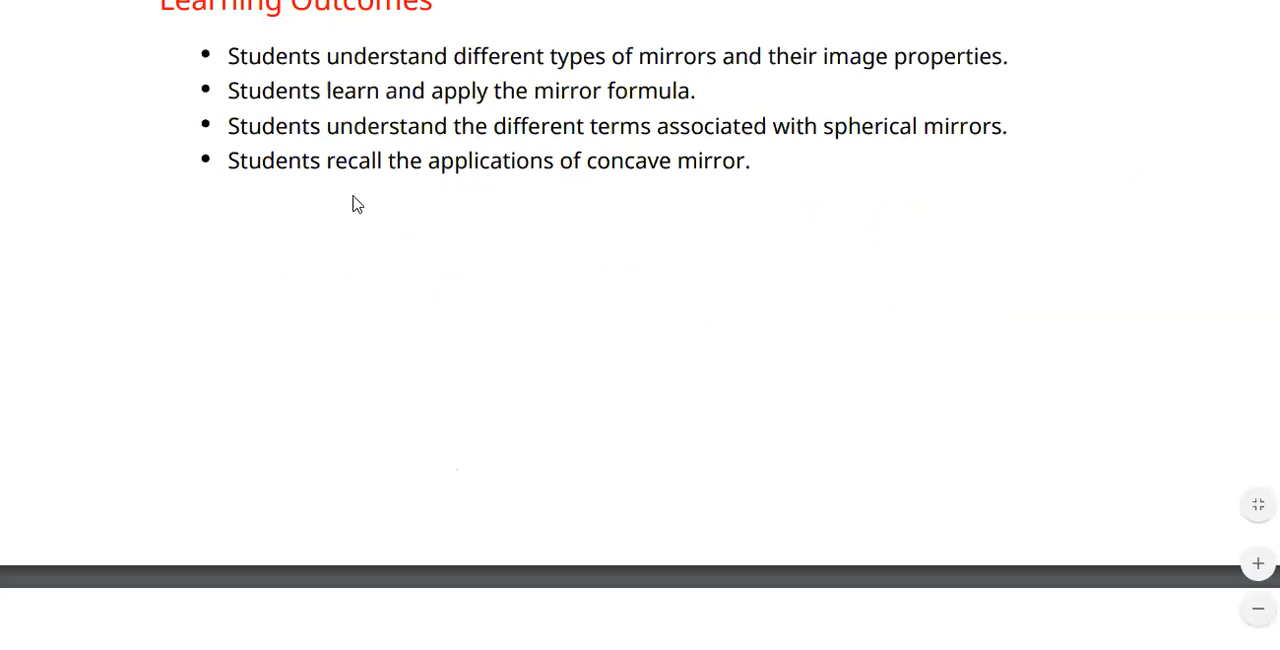 Learning Outcomes
• Students understand different types of mirrors and their image properties.
• Students learn and apply the mirror formula.
• Students understand the different terms associated with spherical mirrors.
• Students recall the applications of concave mirror.